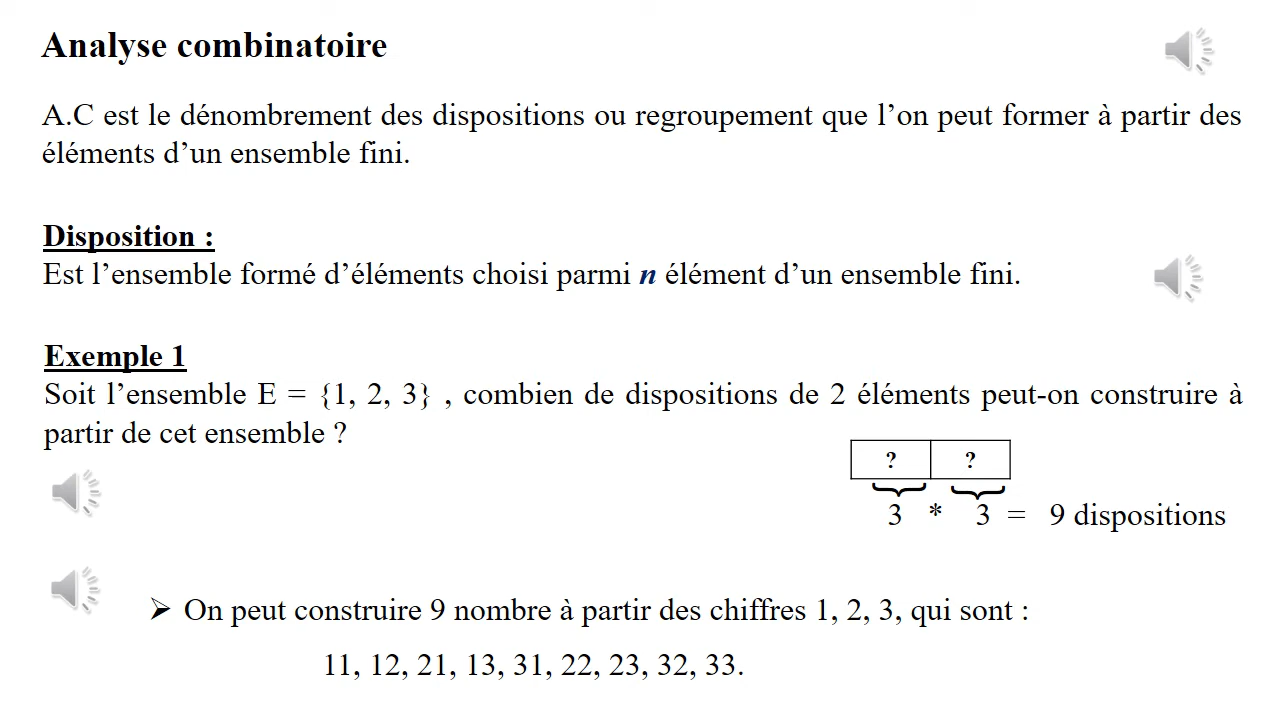 Analyse combinatoire
A.C est le dénombrement des dispositions ou regroupement que l’on peut former à partir des
éléments d’un ensemble fini.
Disposition :
Est l’ensemble formé d’éléments choisi parmi n élément d’un ensemble fini.
Exemple 1
Soit l’ensemble E = {1, 2, 3} , combien de dispositions de 2 éléments peut-on construire à
partir de cet ensemble ?
? ?
3 * 3 = 9 dispositions
➢ On peut construire 9 nombre à partir des chiffres 1, 2, 3, qui sont :
11, 12, 21, 13, 31, 22, 23, 32, 33.